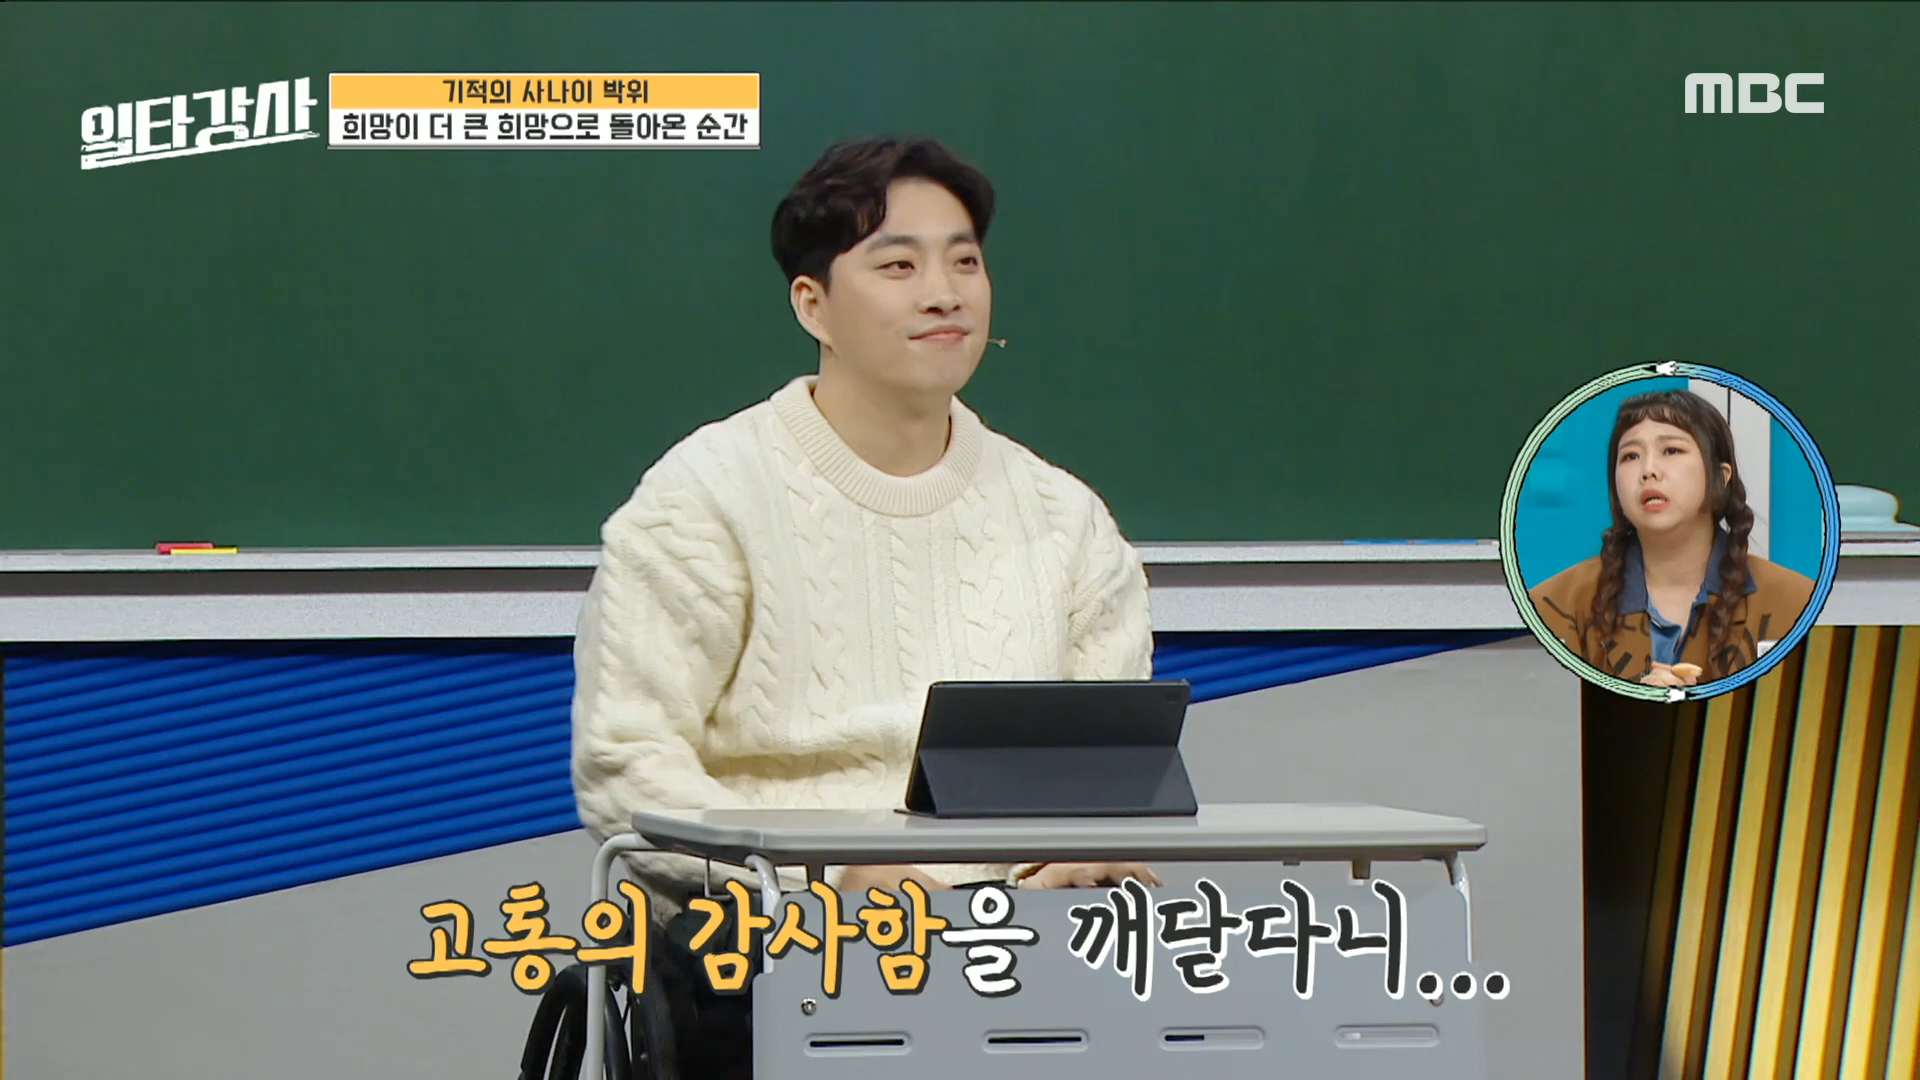 일타강사
기적의 사나이 박위
희망이 더 큰 희망으로 돌아온 순간
MBC
고통의 감사함을 깨닫다니...